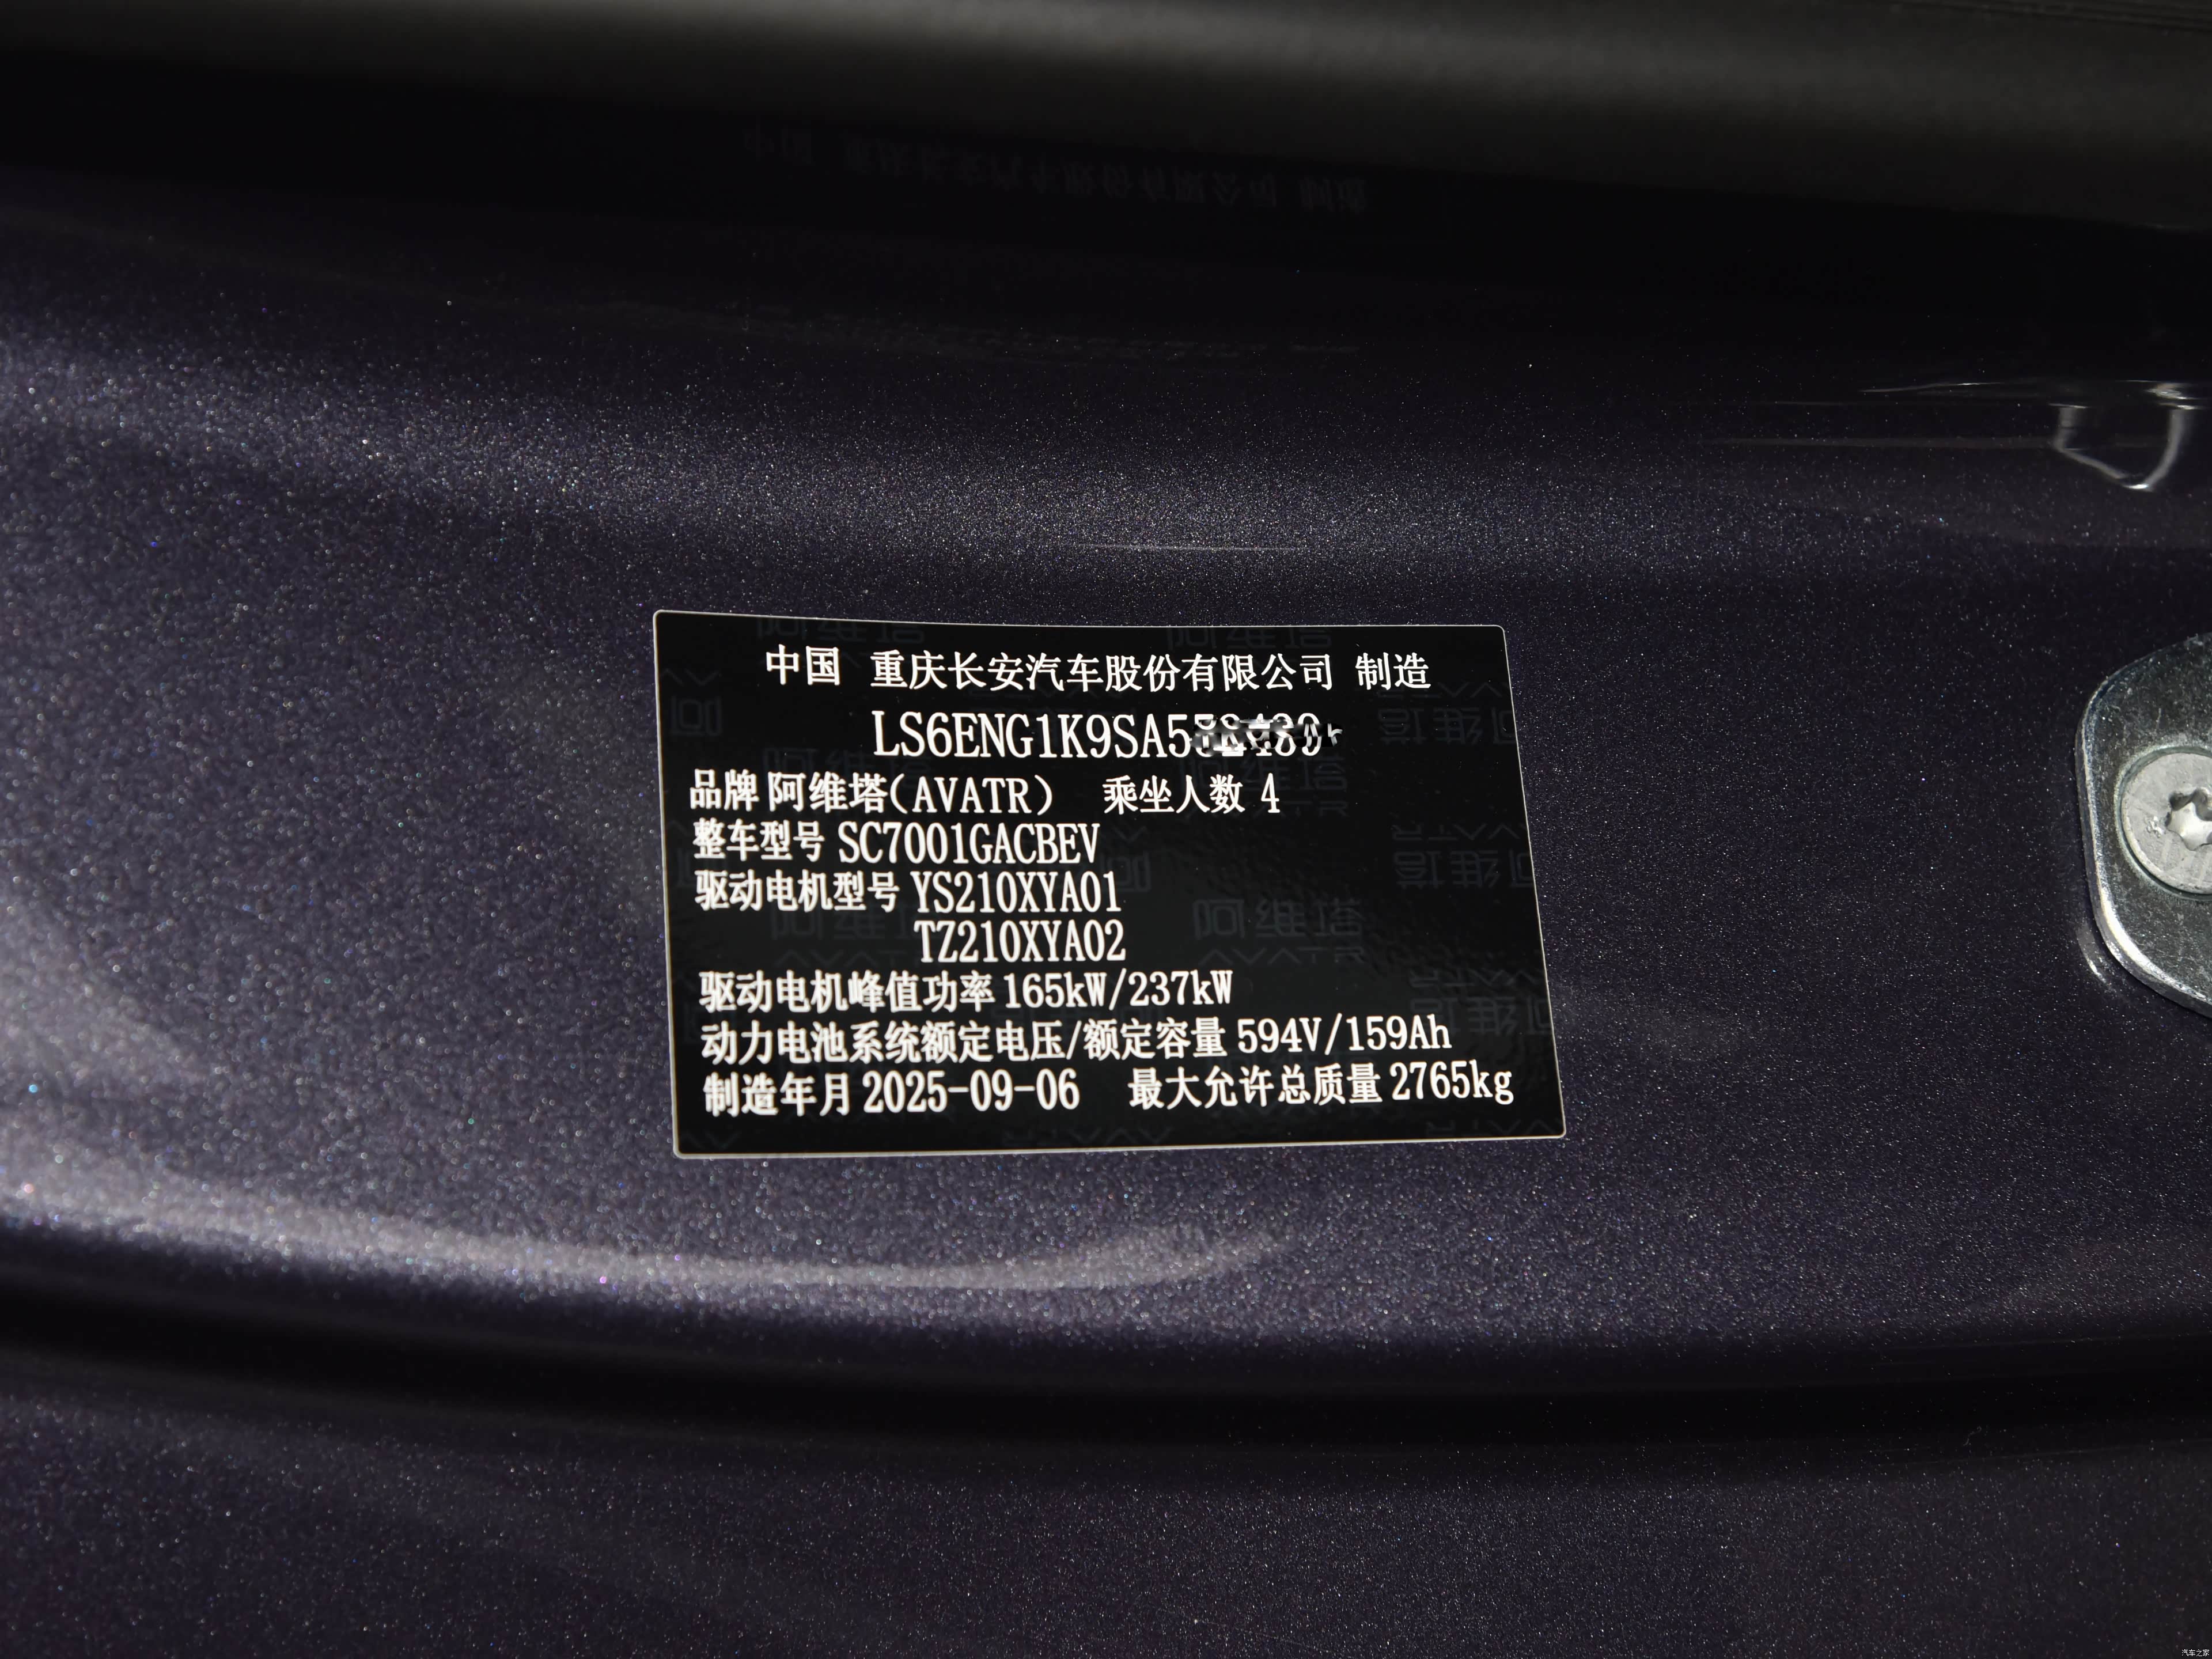 中国 重庆长安汽车股份有限公司 制造
LS6ENG1K9SA5
品牌 阿维塔(AVATR) 乘坐人数 4
整车型号 SC7001GACBEV
驱动电机型号 YS210XYA01
TZ210XYA02
驱动电机峰值功率 165kW/237kW
动力电池系统额定电压/额定容量 594V/159Ah
制造年月 2025-09-06 最大允许总质量 2765kg
汽车之家